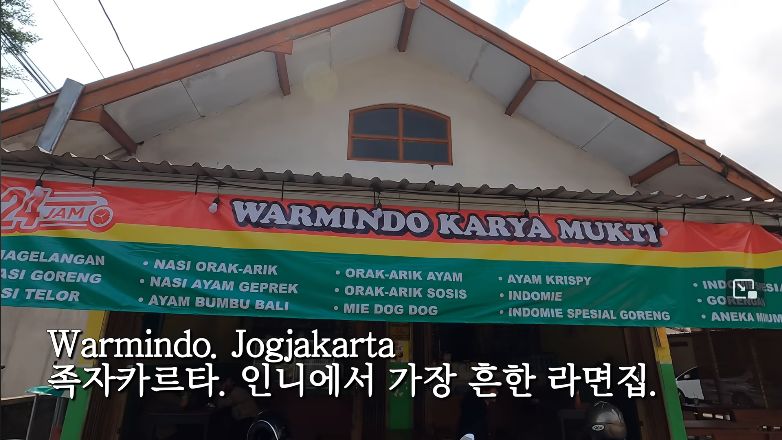 24 JAM
WARMINDO KARYA MUKTI
MAGELANGAN
NASI GORENG
NASI TELOR
• NASI ORAK-ARIK
• NASI AYAM GEPREK
• AYAM BUMBU BALI
• ORAK-ARIK AYAM
• ORAK-ARIK SOSIS
• MIE DOG DOG
• AYAM KRISPY
• INDOMIE
• INDOMIE SPESIAL GORENG
• ANEKA
Warmindo. Jogjakarta
족자카르타. 인니에서 가장 흔한 라면집.